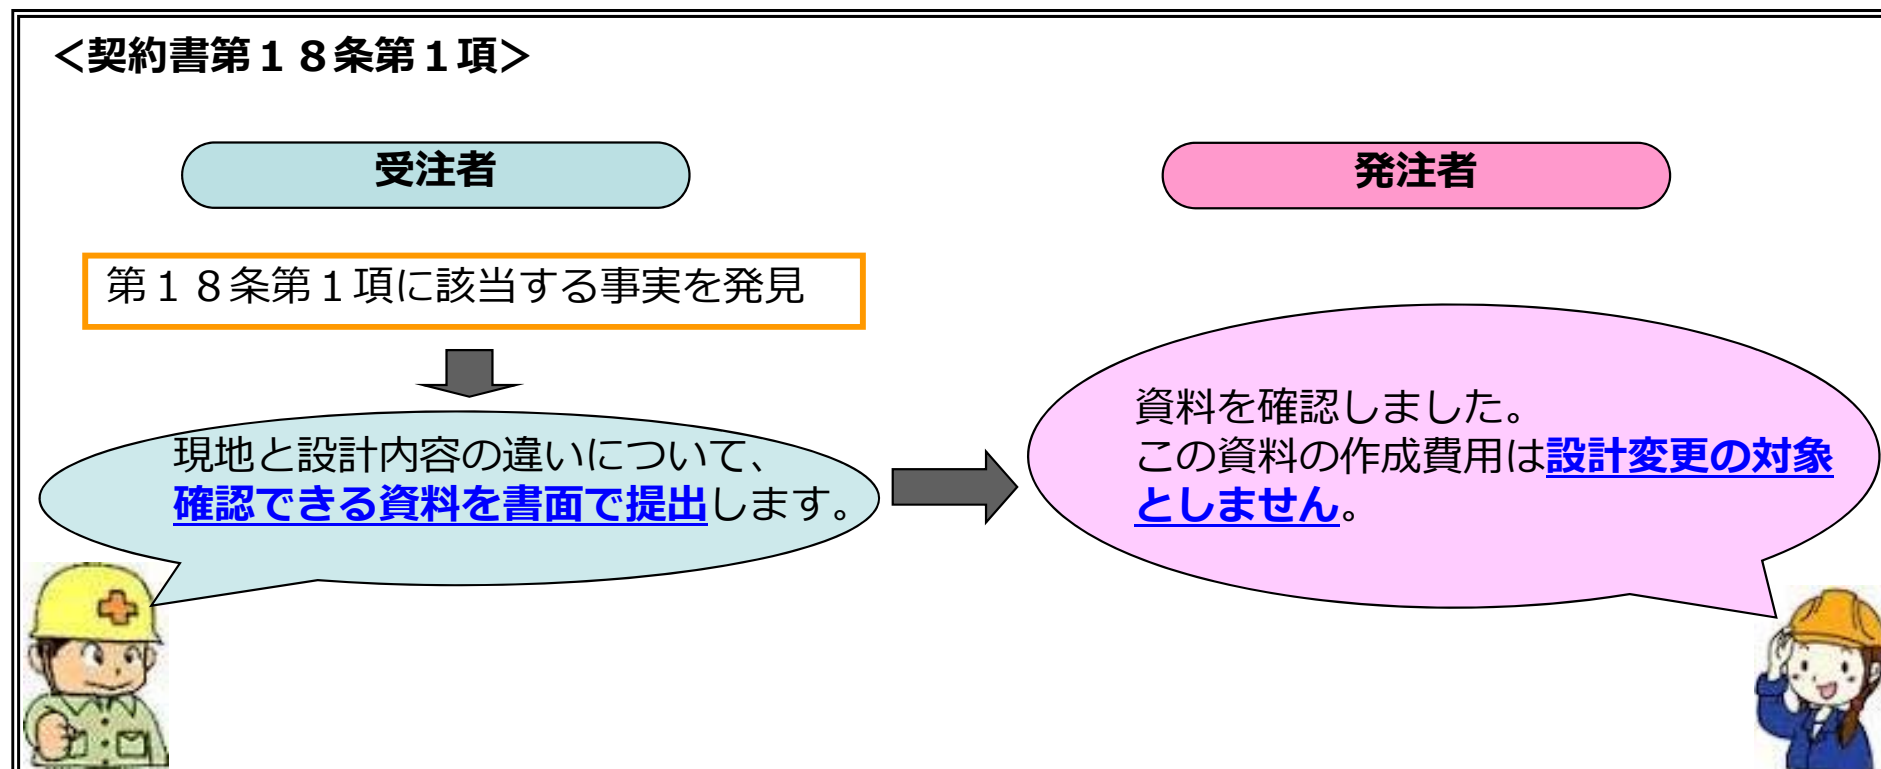 ＜契約書第１８条第１項＞
受注者
発注者
第１８条第１項に該当する事実を発見
現地と設計内容の違いについて、
確認できる資料を書面で提出します。
資料を確認しました。
この資料の作成費用は設計変更の対象
としません。